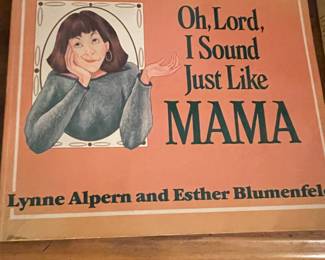 Oh, Lord,
I Sound
Just Like
MAMA
Lynne Alpern and Esther Blumenfel